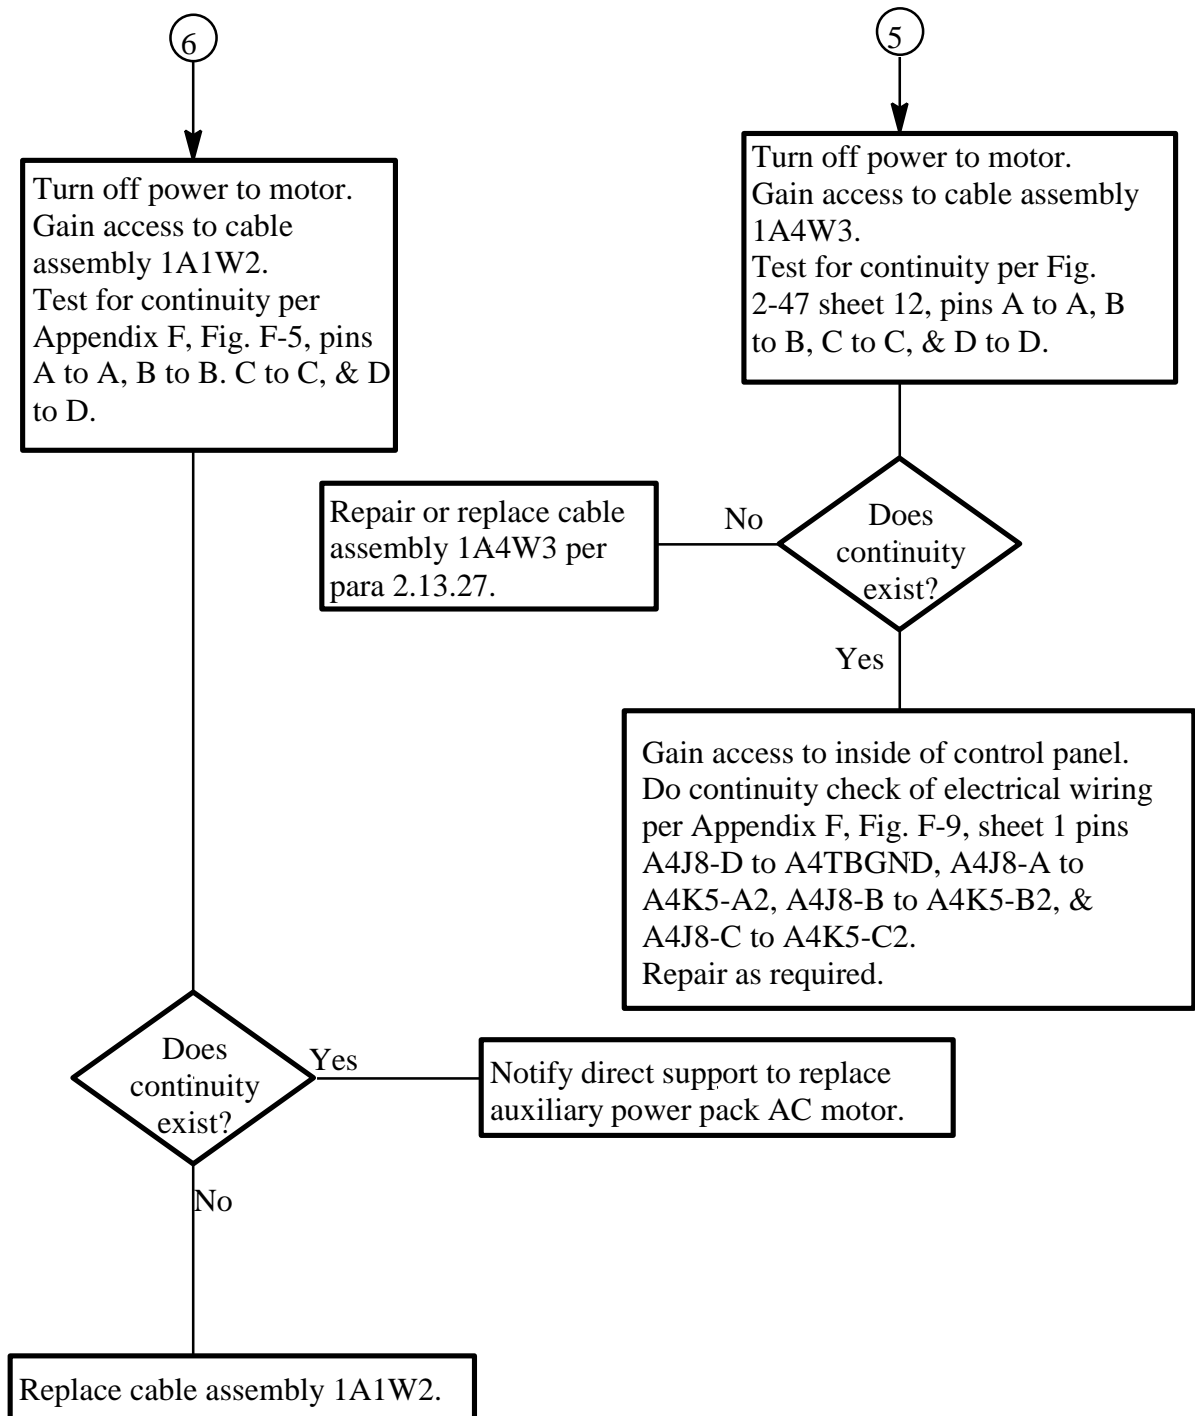 6
Turn off power to motor.
Gain access to cable
assembly 1A1W2.
Test for continuity per
Appendix F, Fig. F-5, pins
A to A, B to B. C to C, & D
to D.
5
Turn off power to motor.
Gain access to cable assembly
1A4W3.
Test for continuity per Fig.
2-47 sheet 12, pins A to A, B
to B, C to C, & D to D.
Does
continuity
exist?
No
Repair or replace cable
assembly 1A4W3 per
para 2.13.27.
Yes
Gain access to inside of control panel.
Do continuity check of electrical wiring
per Appendix F, Fig. F-9, sheet 1 pins
A4J8-D to A4TBGND, A4J8-A to
A4K5-A2, A4J8-B to A4K5-B2, &
A4J8-C to A4K5-C2.
Repair as required.
Does
continuity
exist?
Yes
Notify direct support to replace
auxiliary power pack AC motor.
No
Replace cable assembly 1A1W2.